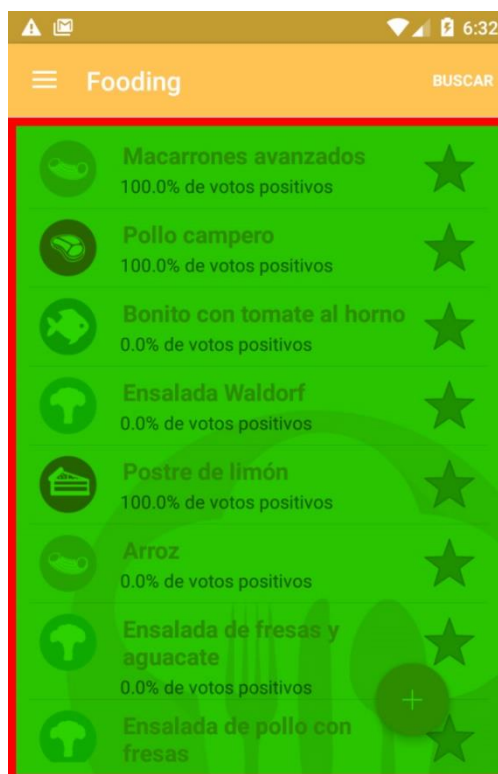 6:32
Fooding
BUSCAR
Macarrones avanzados
100.0% de votos positivos
Pollo campero
100.0% de votos positivos
Bonito con tomate al horno
0.0% de votos positivos
Ensalada Waldorf
0.0% de votos positivos
Postre de limón
100.0% de votos positivos
Arroz
0.0% de votos positivos
Ensalada de fresas y
aguacate
0.0% de votos positivos
Ensalada de pollo con
fresas